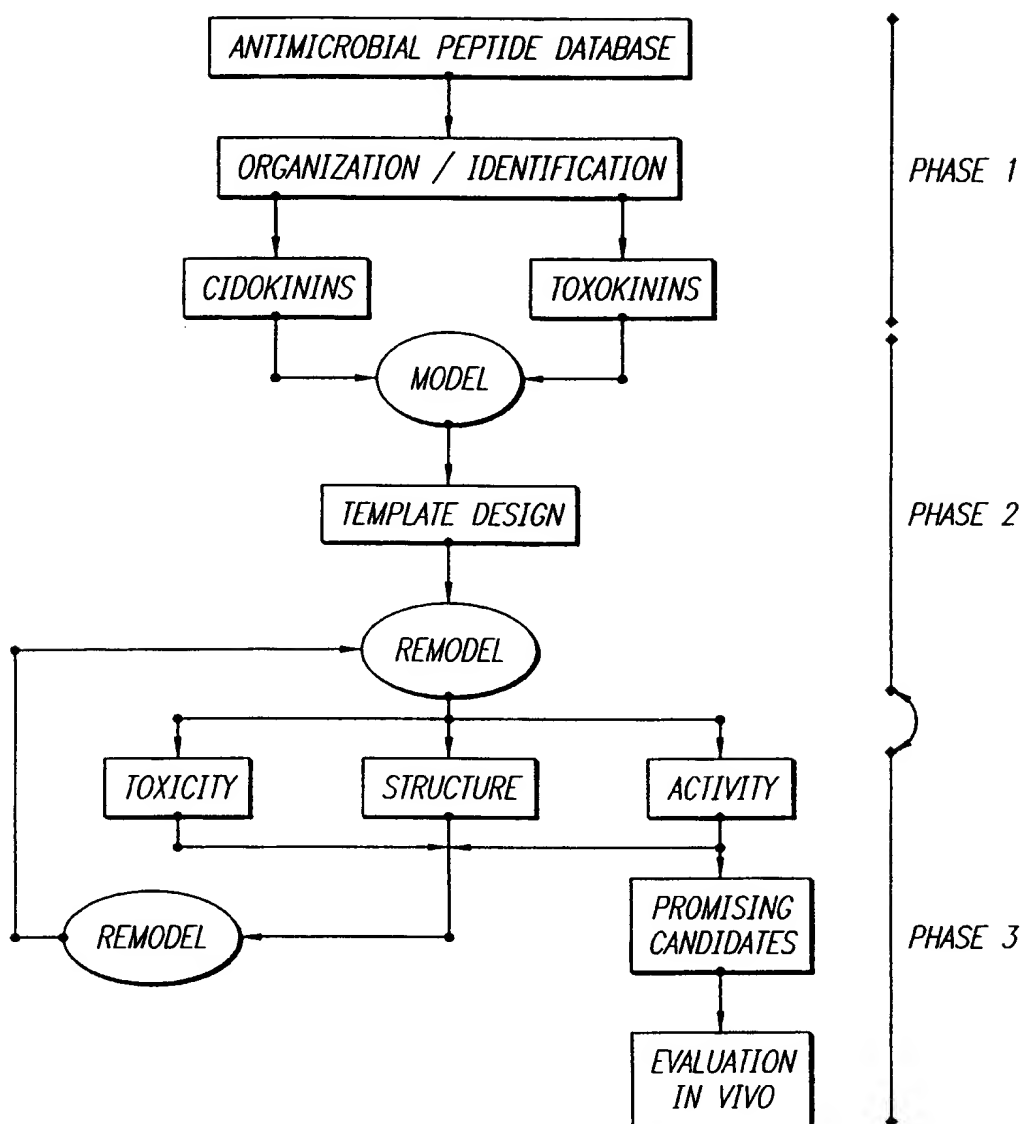 ANTIMICROBIAL PEPTIDE DATABASE
ORGANIZATION / IDENTIFICATION
PHASE 1
CIDOKININS
TOXOKININS
MODEL
TEMPLATE DESIGN
PHASE 2
REMODEL
TOXICITY
STRUCTURE
ACTIVITY
REMODEL
PROMISING
CANDIDATES
PHASE 3
EVALUATION
IN VIVO